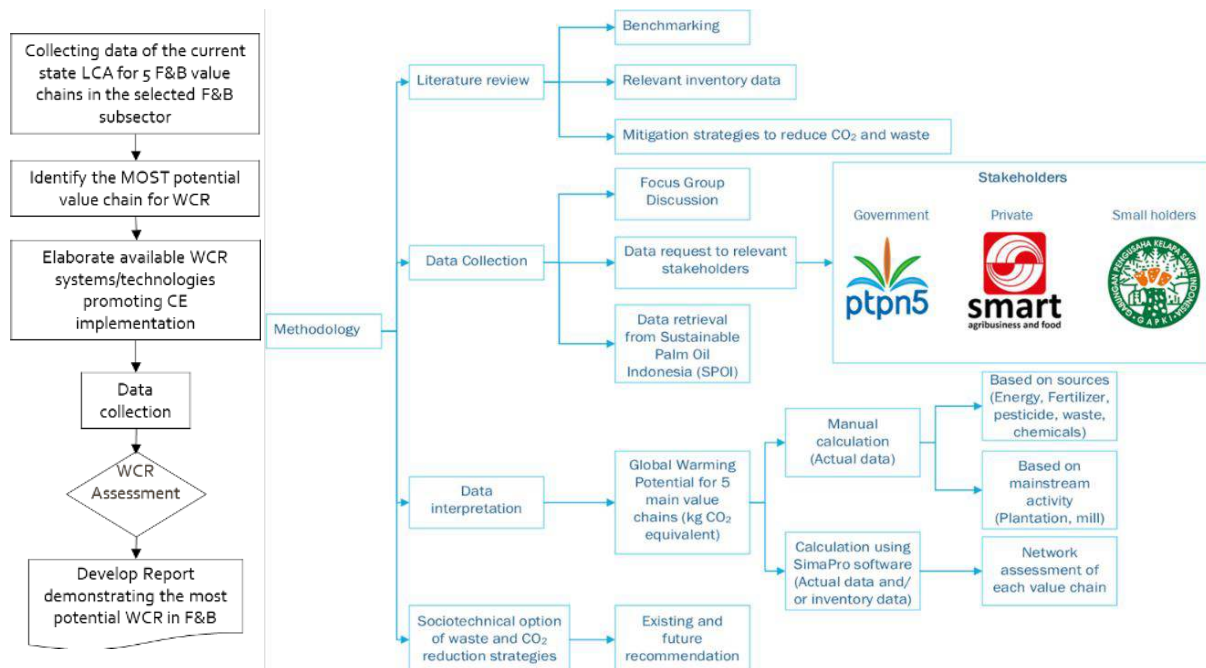 Collecting data of the current
state LCA for 5 F&B value
chains in the selected F&B
subsector
Identify the MOST potential
value chain for WCR
Elaborate available WCR
systems/technologies
promoting CE
implementation
Data
collection
WCR
Assessment
Develop Report
demonstrating the most
potential WCR in F&B
Methodology
Literature review
Benchmarking
Relevant inventory data
Mitigation strategies to reduce CO₂ and waste
Data Collection
Focus Group
Discussion
Data request to relevant
stakeholders
Data retrieval
from Sustainable
Palm Oil
Indonesia (SPOI)
Stakeholders
Government
Private
Small holders
ptpn5
smart
agribusiness and food
GABUNGAN PENGUSAHA KELAPA SAWIT INDONESIA
GAPKI
Data
interpretation
Global Warming
Potential for 5
main value
chains (kg CO₂
equivalent)
Manual
calculation
(Actual data)
Based on sources
(Energy, Fertilizer,
pesticide, waste,
chemicals)
Based on
mainstream
activity
(Plantation, mill)
Calculation using
SimaPro software
(Actual data and/
or inventory data)
Network
assessment of
each value chain
Sociotechnical option
of waste and CO₂
reduction strategies
Existing and
future
recommendation